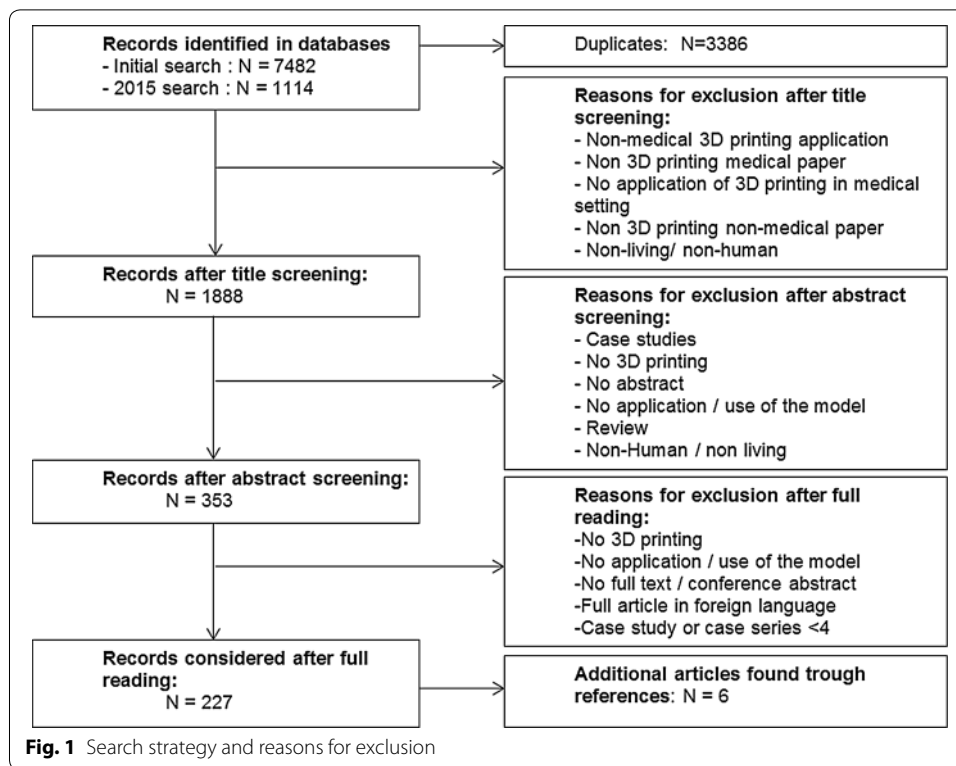 Records identified in databases
- Initial search : N = 7482
- 2015 search : N = 1114
Duplicates: N=3386
Reasons for exclusion after title
screening:
- Non-medical 3D printing application
- Non 3D printing medical paper
- No application of 3D printing in medical
setting
- Non 3D printing non-medical paper
- Non-living/ non-human
Records after title screening:
N = 1888
Reasons for exclusion after abstract
screening:
- Case studies
- No 3D printing
- No abstract
- No application / use of the model
- Review
- Non-Human / non living
Records after abstract screening:
N = 353
Reasons for exclusion after full
reading:
-No 3D printing
-No application / use of the model
-No full text / conference abstract
-Full article in foreign language
-Case study or case series <4
Records considered after full
reading:
N = 227
Additional articles found trough
references: N = 6
Fig. 1 Search strategy and reasons for exclusion